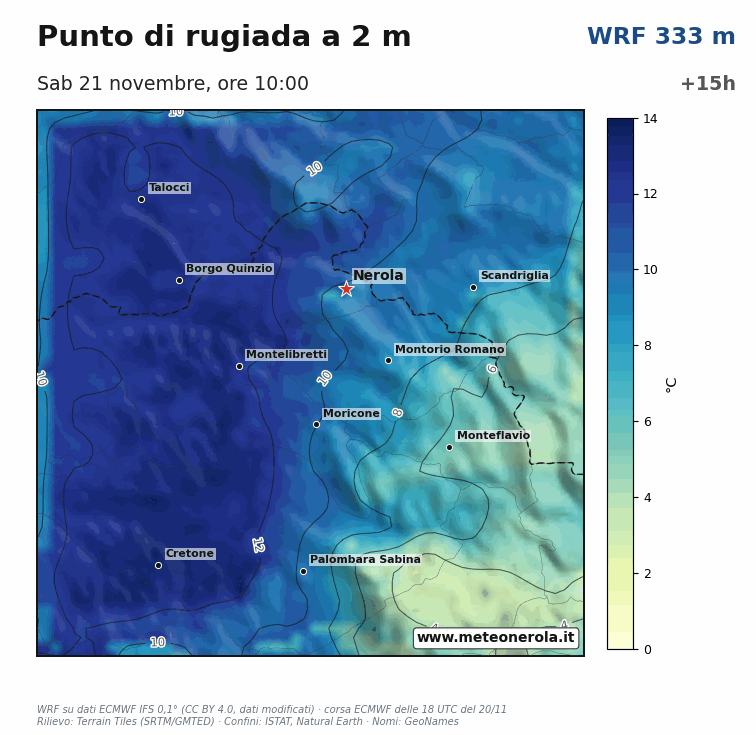 Punto di rugiada a 2 m
WRF 333 m
Sab 21 novembre, ore 10:00
+15h
10
10
Talocci
Borgo Quinzio
Nerola
Scandriglia
Montelibretti
Montorio Romano
6
10
10
Moricone
8
Monteflavio
12
Cretone
Palombara Sabina
10
4
www.meteonerola.it
14
12
10
8
6
4
2
0
°C
WRF su dati ECMWF IFS 0,1° (CC BY 4.0, dati modificati) · corsa ECMWF delle 18 UTC del 20/11
Rilievo: Terrain Tiles (SRTM/GMTED) · Confini: ISTAT, Natural Earth · Nomi: GeoNames